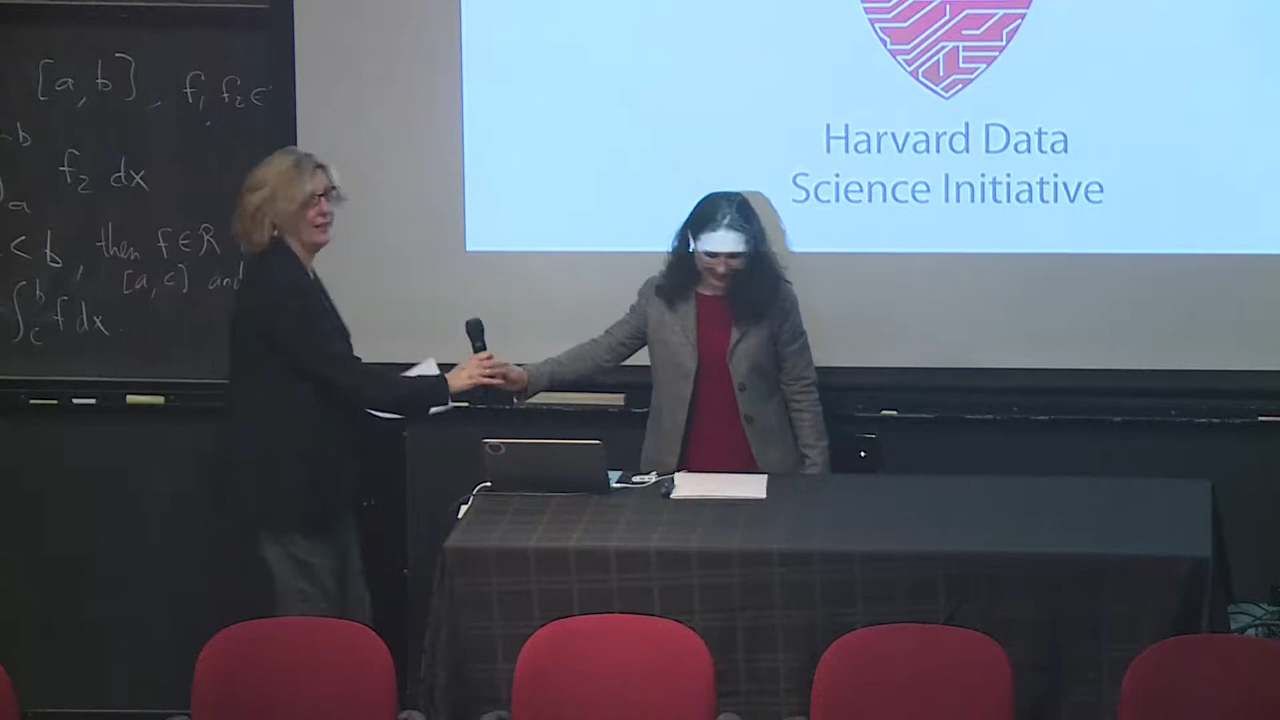 [a, b], f₁ f₂ ∈
b
f₂ dx
a
< b, then f ∈ R
[a, c] and
∫ᵇ꜀ f dx.
Harvard Data
Science Initiative